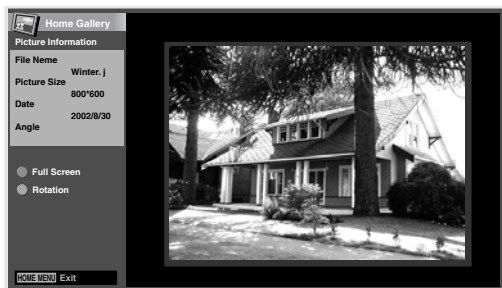 Home Gallery
Picture Information
File Name
Winter. j
Picture Size
800*600
Date
2002/8/30
Angle
Full Screen
Rotation
HOME MENU Exit